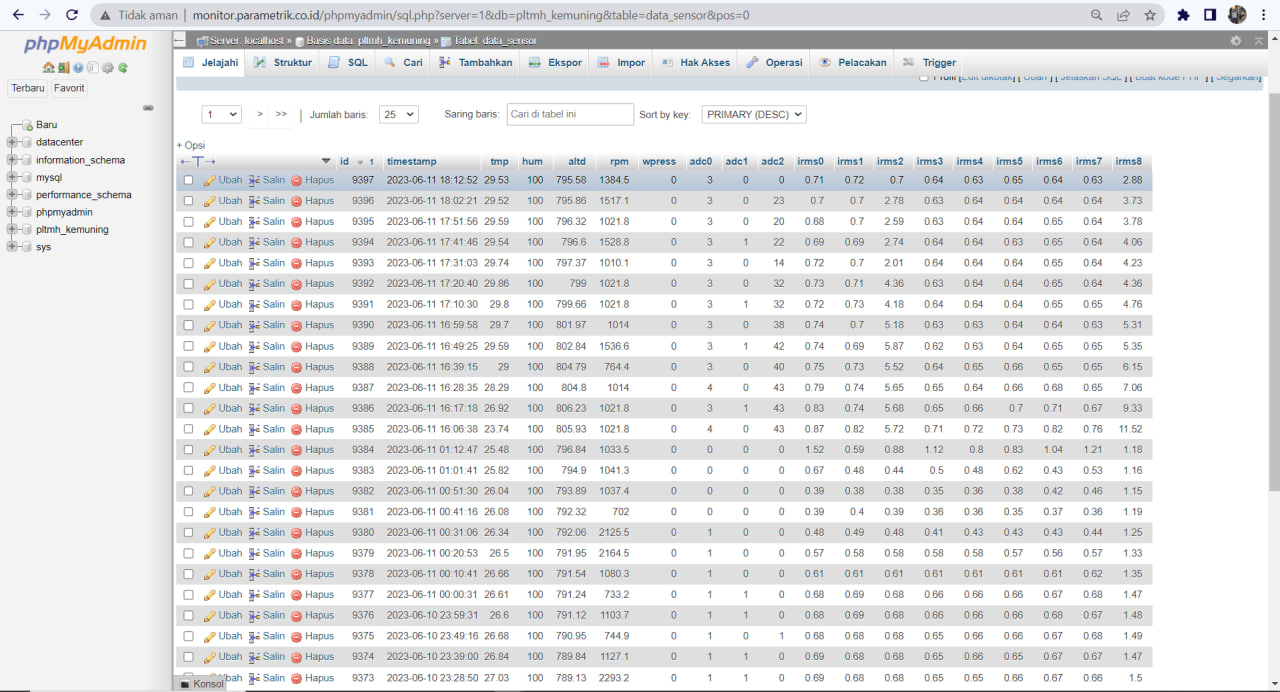 Tidak aman | monitor.parametrik.co.id/phpmyadmin/sql.php?server=1&db=pltmh_kemuning&table=data_sensor&pos=0
phpMyAdmin
Terbaru Favorit
Baru
datacenter
information_schema
mysql
performance_schema
phpmyadmin
pltmh_kemuning
sys
Server: localhost » Basis data: pltmh_kemuning » Tabel: data_sensor
Jelajahi Struktur SQL Cari Tambahkan Ekspor Impor Hak Akses Operasi Pelacakan Trigger
Profil [Edit dikotak] [ Ubah ] [ Jelaskan SQL ] [ Buat kode PHP ] [ Segarkan]
1 > >> | Jumlah baris: 25 Saring baris: Cari di tabel ini Sort by key: PRIMARY (DESC)
+ Opsi
←T→ id 1 timestamp tmp hum altd rpm wpress adc0 adc1 adc2 irms0 irms1 irms2 irms3 irms4 irms5 irms6 irms7 irms8
Ubah Salin Hapus 9397 2023-06-11 18:12:52 29.53 100 795.58 1384.5 0 3 0 0 0.71 0.72 0.7 0.64 0.63 0.65 0.64 0.63 2.88
Ubah Salin Hapus 9396 2023-06-11 18:02:21 29.52 100 795.86 1517.1 0 3 0 23 0.7 0.7 2.78 0.63 0.64 0.64 0.64 0.64 3.73
Ubah Salin Hapus 9395 2023-06-11 17:51:56 29.59 100 796.32 1021.8 0 3 0 20 0.68 0.7 2.59 0.63 0.64 0.64 0.65 0.64 3.78
Ubah Salin Hapus 9394 2023-06-11 17:41:46 29.54 100 796.6 1528.8 0 3 1 22 0.69 0.69 2.74 0.64 0.64 0.63 0.65 0.64 4.06
Ubah Salin Hapus 9393 2023-06-11 17:31:03 29.74 100 797.37 1010.1 0 3 0 14 0.72 0.7 2.01 0.64 0.64 0.64 0.65 0.64 4.23
Ubah Salin Hapus 9392 2023-06-11 17:20:40 29.86 100 799 1021.8 0 3 0 32 0.73 0.71 4.36 0.63 0.64 0.64 0.65 0.65 4.36
Ubah Salin Hapus 9391 2023-06-11 17:10:30 29.8 100 799.66 1021.8 0 3 1 32 0.72 0.73 4.18 0.64 0.64 0.64 0.65 0.65 4.76
Ubah Salin Hapus 9390 2023-06-11 16:59:58 29.7 100 801.97 1014 0 3 0 38 0.74 0.7 5.18 0.63 0.63 0.64 0.64 0.65 5.31
Ubah Salin Hapus 9389 2023-06-11 16:49:25 29.59 100 802.84 1536.6 0 3 1 42 0.74 0.69 5.87 0.62 0.63 0.64 0.65 0.65 5.35
Ubah Salin Hapus 9388 2023-06-11 16:39:15 29 100 804.79 764.4 0 3 0 40 0.75 0.73 5.52 0.64 0.65 0.66 0.65 0.65 6.15
Ubah Salin Hapus 9387 2023-06-11 16:28:35 28.29 100 804.8 1014 0 4 0 43 0.79 0.74 5.65 0.65 0.64 0.66 0.68 0.65 7.06
Ubah Salin Hapus 9386 2023-06-11 16:17:18 26.92 100 806.23 1021.8 0 3 1 43 0.83 0.74 5.68 0.65 0.66 0.7 0.71 0.67 9.33
Ubah Salin Hapus 9385 2023-06-11 16:06:38 23.74 100 805.93 1021.8 0 4 0 43 0.87 0.82 5.72 0.71 0.72 0.73 0.82 0.76 11.52
Ubah Salin Hapus 9384 2023-06-11 01:12:47 25.48 100 796.84 1033.5 0 0 0 0 1.52 0.59 0.88 1.12 0.8 0.83 1.04 1.21 1.18
Ubah Salin Hapus 9383 2023-06-11 01:01:41 25.82 100 794.9 1041.3 0 0 0 0 0.67 0.48 0.44 0.5 0.48 0.62 0.43 0.53 1.16
Ubah Salin Hapus 9382 2023-06-11 00:51:30 26.04 100 793.89 1037.4 0 0 0 0 0.39 0.38 0.38 0.35 0.36 0.38 0.42 0.46 1.15
Ubah Salin Hapus 9381 2023-06-11 00:41:16 26.08 100 792.32 702 0 0 0 0 0.39 0.4 0.39 0.36 0.36 0.35 0.37 0.36 1.19
Ubah Salin Hapus 9380 2023-06-11 00:31:06 26.34 100 792.06 2125.5 0 1 0 0 0.48 0.49 0.48 0.41 0.43 0.43 0.43 0.44 1.25
Ubah Salin Hapus 9379 2023-06-11 00:20:53 26.5 100 791.95 2164.5 0 1 0 0 0.57 0.58 0.58 0.58 0.58 0.57 0.56 0.57 1.33
Ubah Salin Hapus 9378 2023-06-11 00:10:41 26.66 100 791.54 1080.3 0 1 0 0 0.61 0.61 0.61 0.61 0.61 0.61 0.61 0.62 1.35
Ubah Salin Hapus 9377 2023-06-11 00:00:31 26.61 100 791.24 733.2 0 1 1 0 0.68 0.69 0.68 0.66 0.66 0.66 0.67 0.68 1.47
Ubah Salin Hapus 9376 2023-06-10 23:59:31 26.6 100 791.12 1103.7 0 1 1 0 0.68 0.69 0.68 0.66 0.66 0.66 0.68 0.67 1.48
Ubah Salin Hapus 9375 2023-06-10 23:49:16 26.68 100 790.95 744.9 0 1 0 1 0.68 0.68 0.68 0.65 0.66 0.66 0.67 0.68 1.49
Ubah Salin Hapus 9374 2023-06-10 23:39:00 26.84 100 789.84 1127.1 0 1 1 0 0.69 0.68 0.68 0.65 0.66 0.65 0.67 0.67 1.47
Ubah Salin Hapus 9373 2023-06-10 23:28:50 27.03 100 789.13 2293.2 0 1 1 0 0.69 0.68 0.65 0.65 0.66 0.66 0.66 0.68 1.5
Konsol